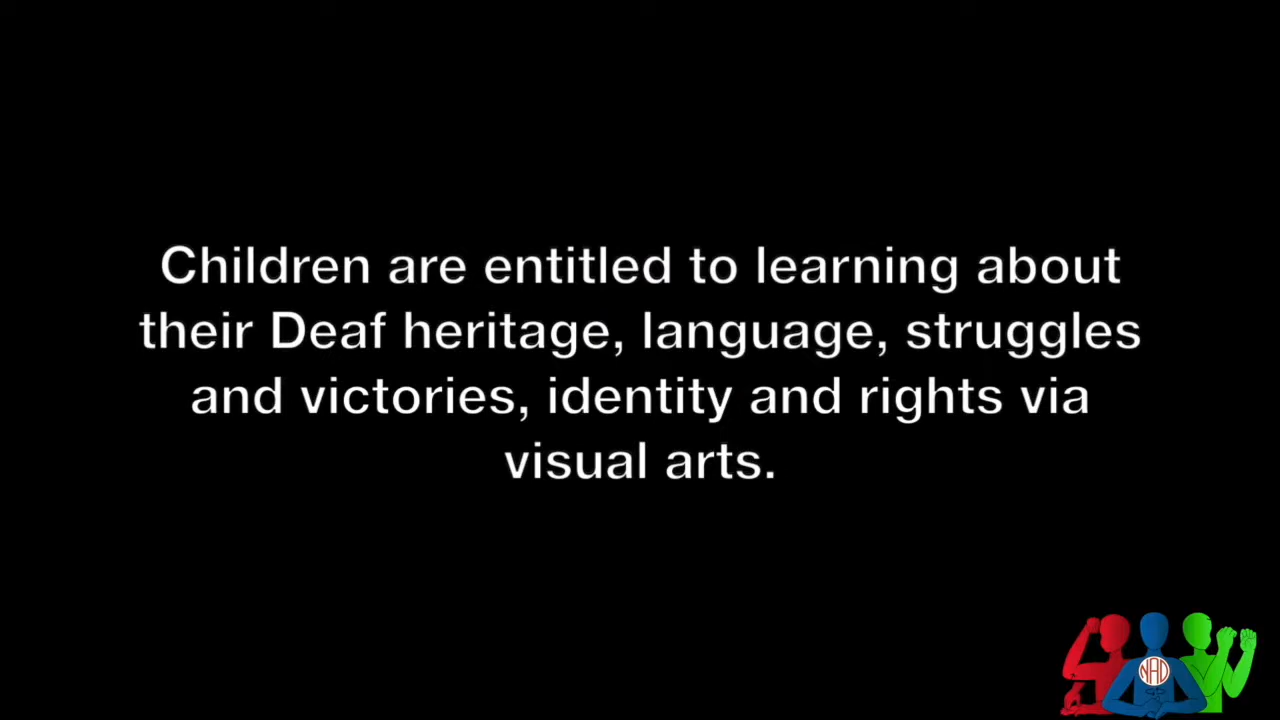 Children are entitled to learning about
their Deaf heritage, language, struggles
and victories, identity and rights via
visual arts.
NAD